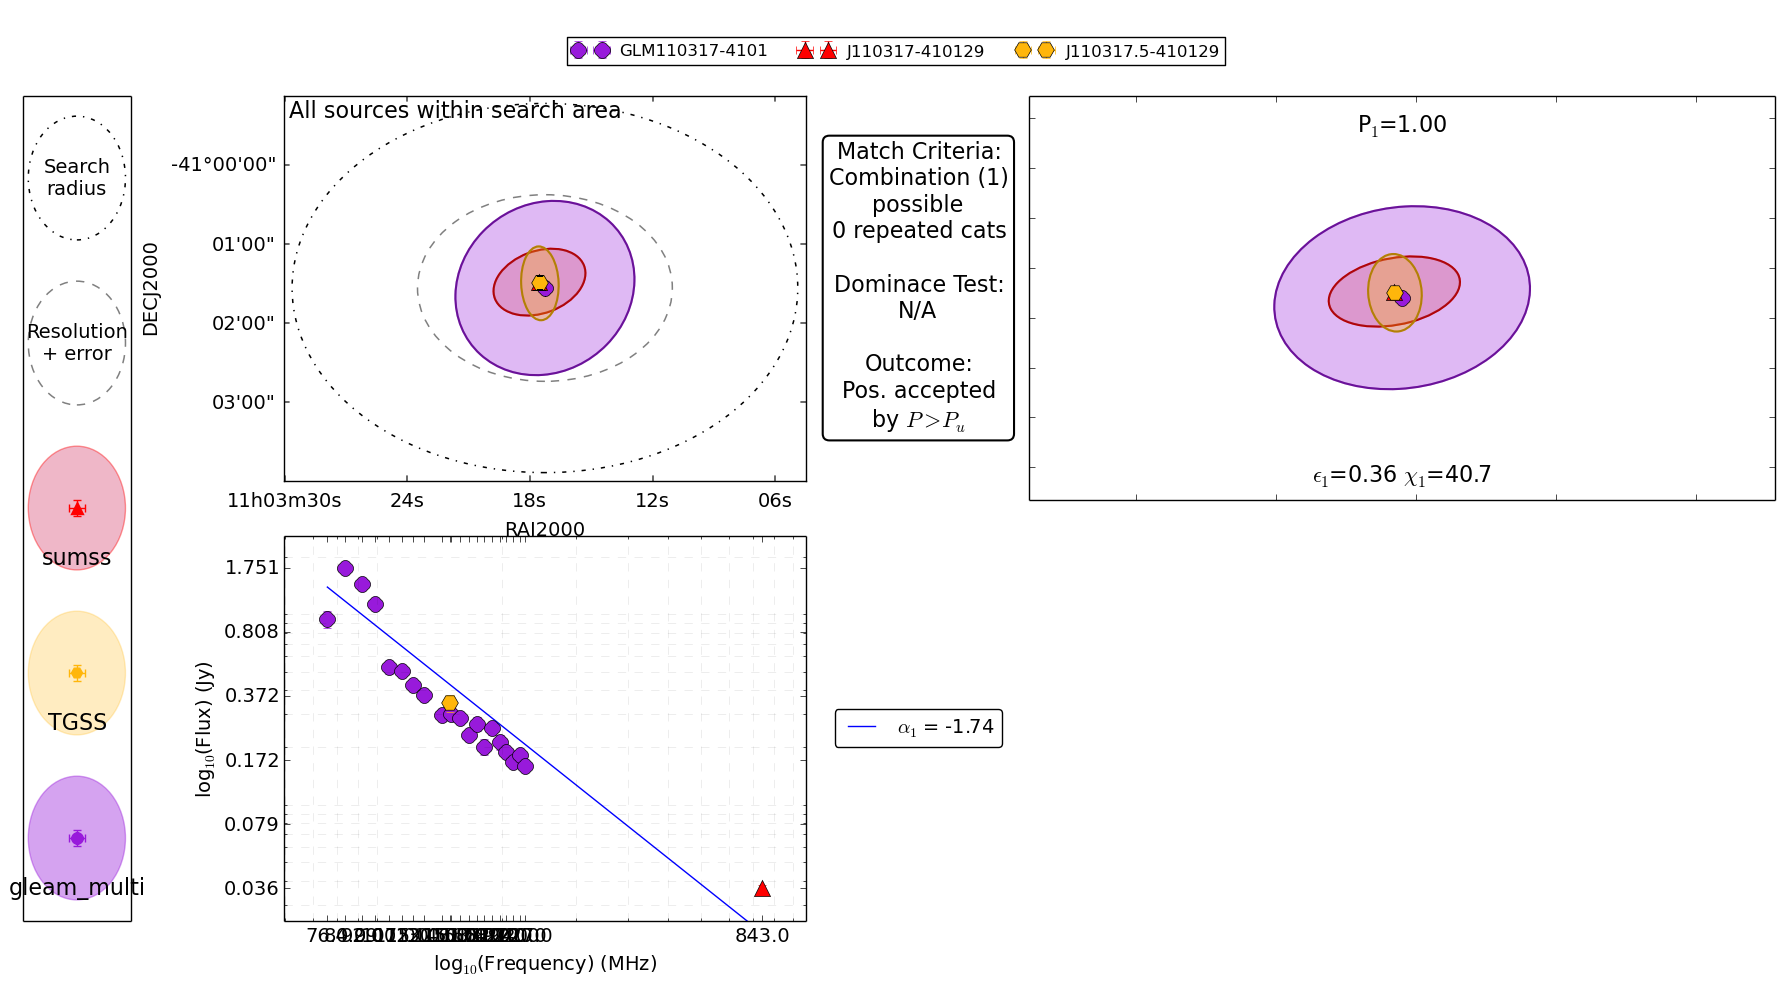 GLM110317-4101 J110317-410129 J110317.5-410129
Search
radius
Resolution
+ error
sumss
TGSS
gleam_multi
All sources within search area
DECJ2000
-41°00'00"
01'00"
02'00"
03'00"
11h03m30s 24s 18s 12s 06s
RAJ2000
Match Criteria:
Combination (1)
possible
0 repeated cats
Dominace Test:
N/A
Outcome:
Pos. accepted
by P>Pu
P1=1.00
ϵ1=0.36 χ1=40.7
log10(Flux) (Jy)
1.751
0.808
0.372
0.172
0.079
0.036
843.0
log10(Frequency) (MHz)
α1 = -1.74